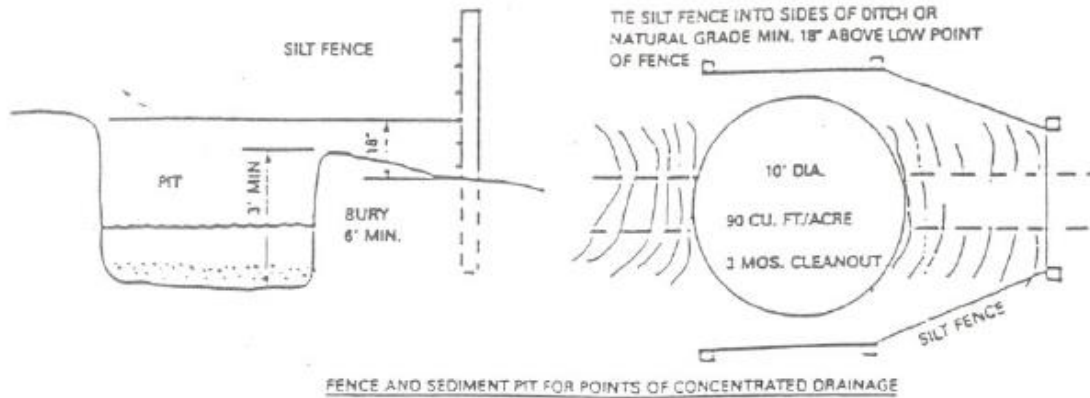 SILT FENCE
PIT
3' MIN
18"
BURY
6" MIN.
TIE SILT FENCE INTO SIDES OF DITCH OR
NATURAL GRADE MIN. 18" ABOVE LOW POINT
OF FENCE
10' DIA.
90 CU. FT/ACRE
MOS. CLEANOUT
SILT FENCE
FENCE AND SEDIMENT PIT FOR POINTS OF CONCENTRATED DRAINAGE